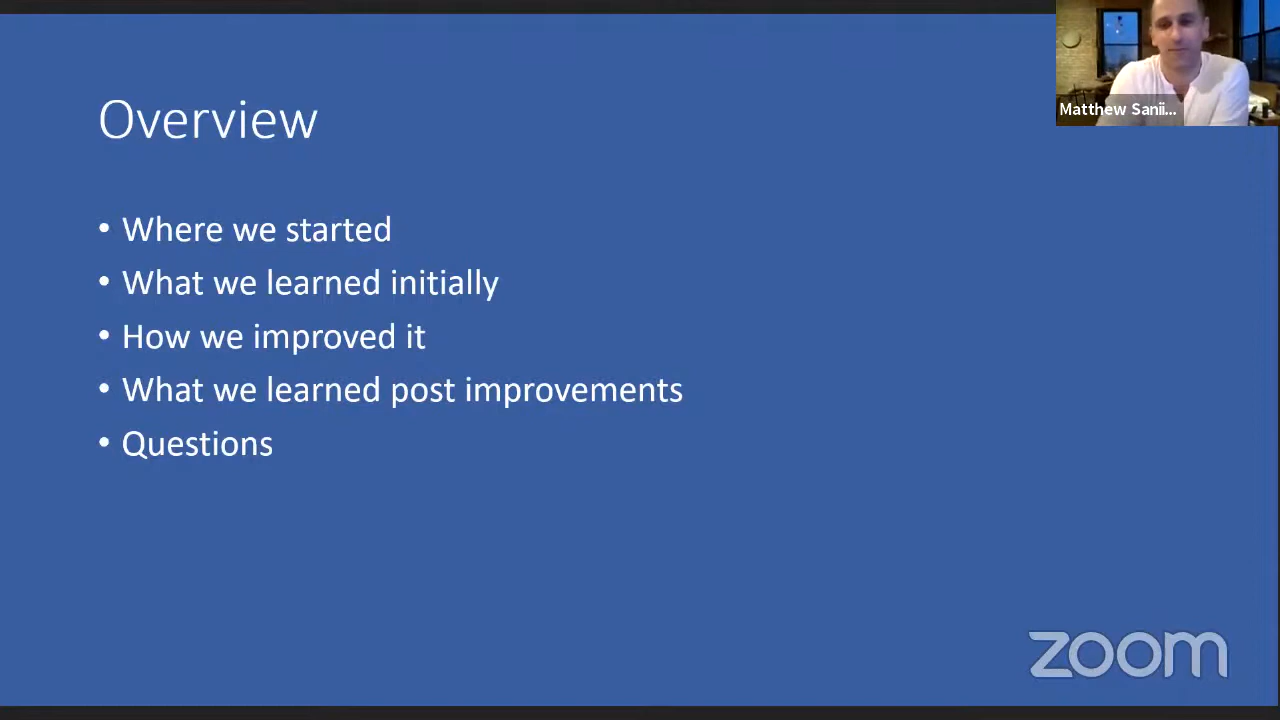 Overview
• Where we started
• What we learned initially
• How we improved it
• What we learned post improvements
• Questions
Matthew Sanii...
zoom